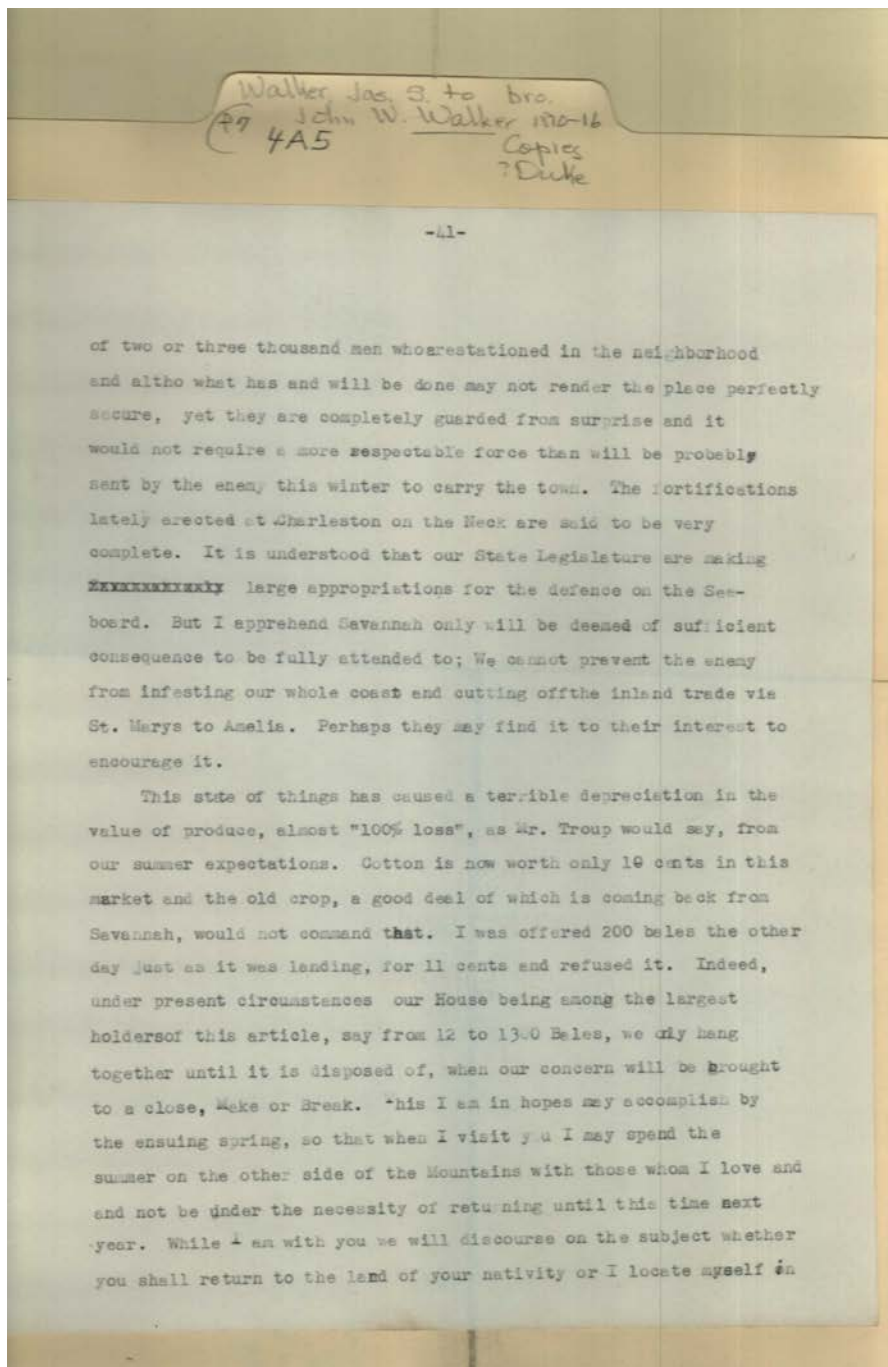 Walker, Jas. S. to bro.
John W. Walker 1810-16
4A5
Copies
? Duke
-41-
of two or three thousand men whoarestationed in the neighborhood
and altho what has and will be done may not render the place perfectly
secure, yet they are completely guarded from surprise and it
would not require a more respectable force than will be probably
sent by the enemy this winter to carry the town. The fortifications
lately erected at Charleston on the Neck are said to be very
complete. It is understood that our State Legislature are making
large appropriations for the defence on the Sea-
board. But I apprehend Savannah only will be deemed of sufficient
consequence to be fully attended to; We cannot prevent the enemy
from infesting our whole coast and cutting offthe inland trade via
St. Marys to Amelia. Perhaps they may find it to their interest to
encourage it.
This state of things has caused a terrible depreciation in the
value of produce, almost "100% loss", as Mr. Troup would say, from
our summer expectations. Cotton is now worth only 10 cents in this
market and the old crop, a good deal of which is coming back from
Savannah, would not command that. I was offered 200 bales the other
day just as it was landing, for 11 cents and refused it. Indeed,
under present circumstances our House being among the largest
holdersof this article, say from 12 to 1300 Bales, we only hang
together until it is disposed of, when our concern will be brought
to a close, Make or Break. This I am in hopes may accomplish by
the ensuing spring, so that when I visit you I may spend the
summer on the other side of the Mountains with those whom I love and
and not be under the necessity of returning until this time next
year. While I am with you we will discourse on the subject whether
you shall return to the land of your nativity or I locate myself in